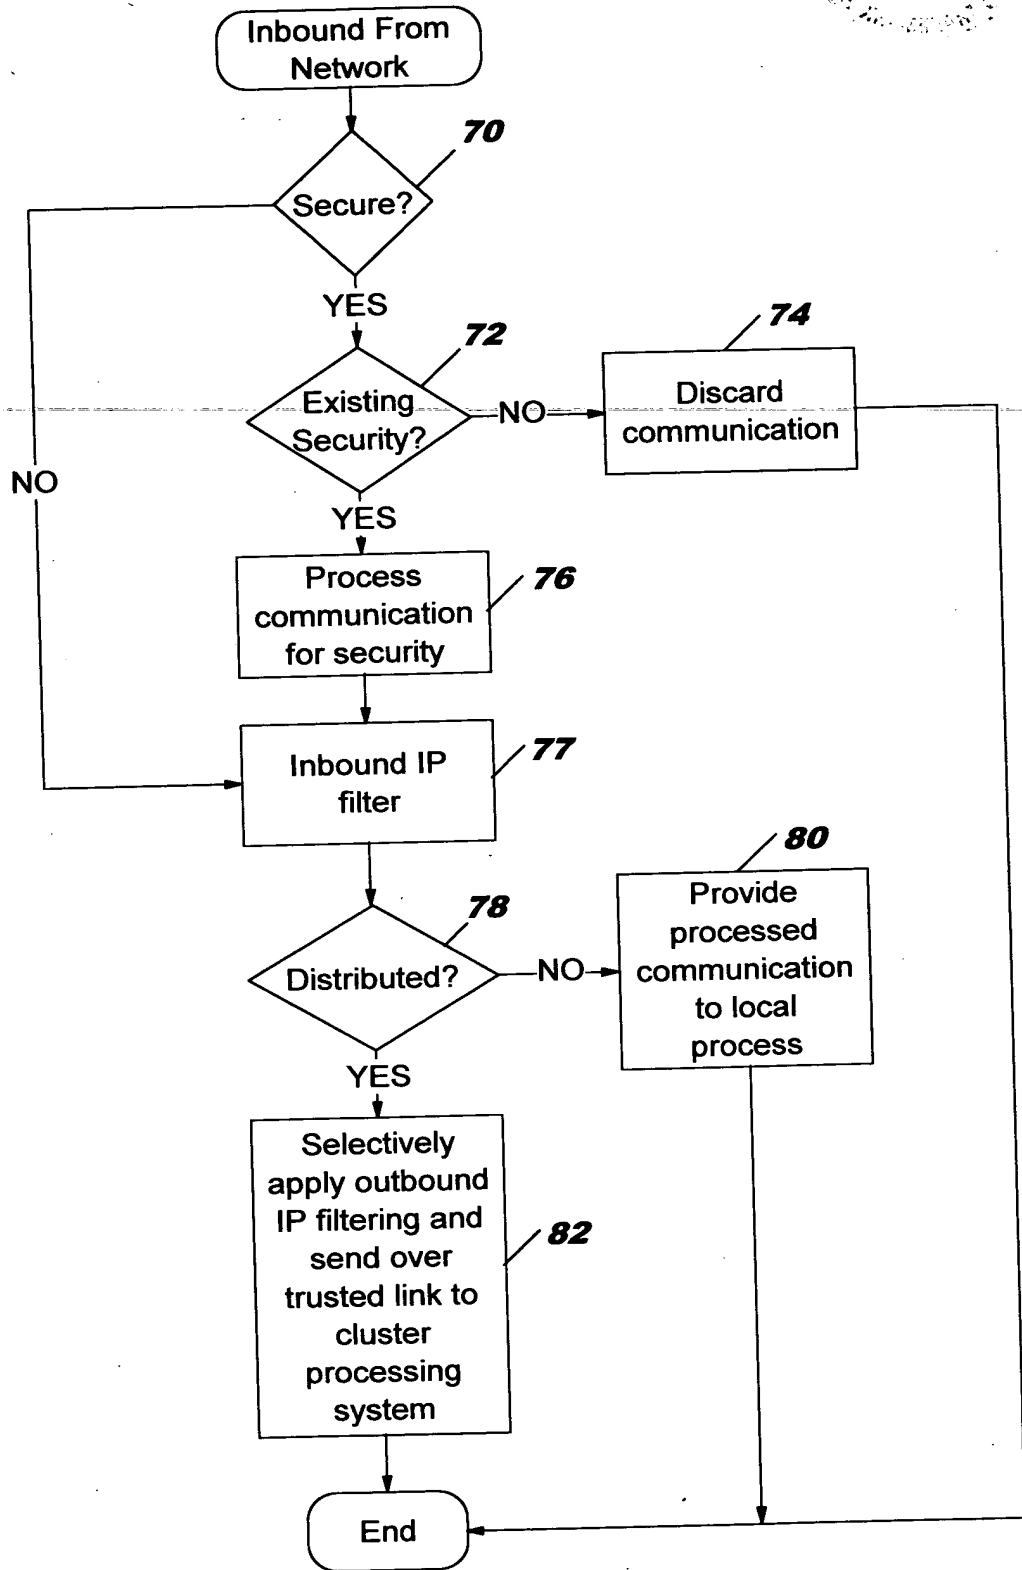 Inbound From
Network
70
Secure?
YES
72
74
Existing
Security?
NO
Discard
communication
NO
YES
Process
communication
for security
76
Inbound IP
filter
77
80
78
Distributed?
NO
Provide
processed
communication
to local
process
YES
Selectively
apply outbound
IP filtering and
send over
trusted link to
cluster
processing
system
82
End